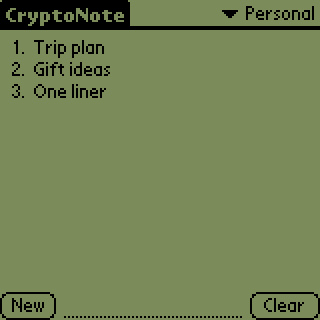 CryptoNote
Personal
1. Trip plan
2. Gift ideas
3. One liner
New
Clear